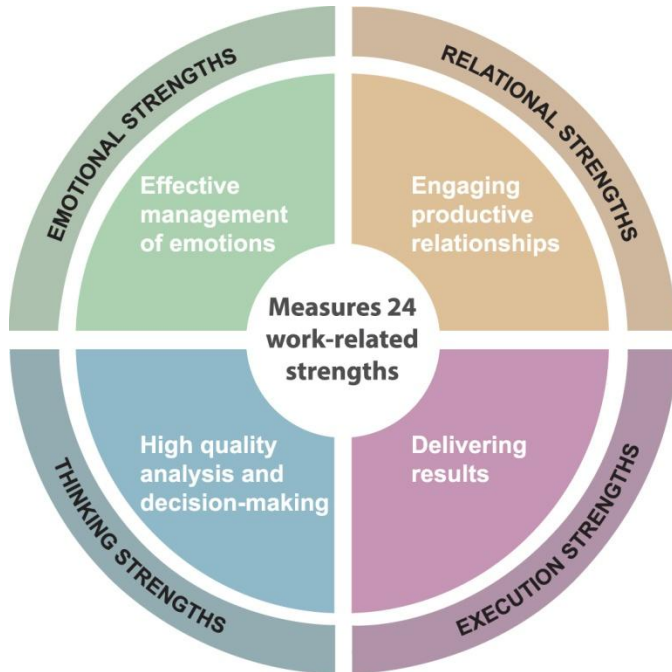 EMOTIONAL STRENGTHS
RELATIONAL STRENGTHS
Effective
management
of emotions
Engaging
productive
relationships
Measures 24
work-related
strengths
High quality
analysis and
decision-making
Delivering
results
THINKING STRENGTHS
EXECUTION STRENGTHS